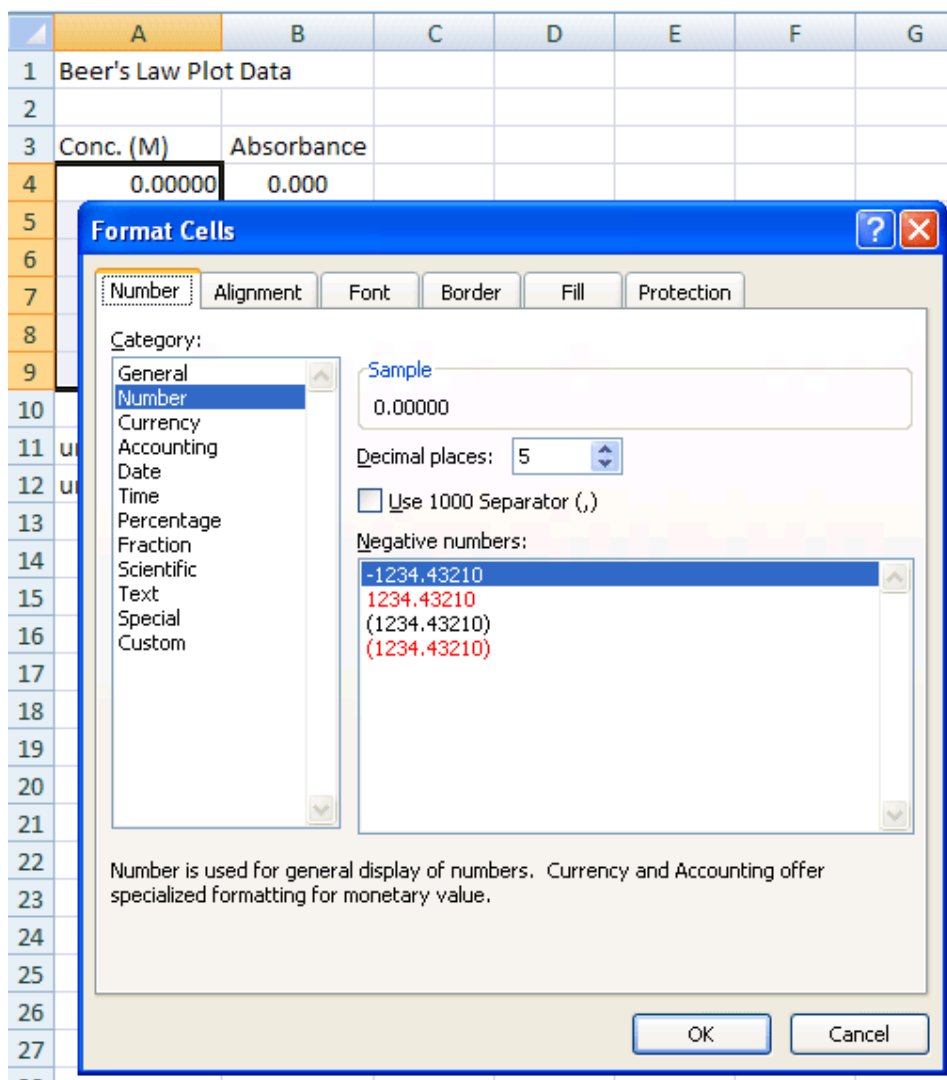 A B C D E F G
1 Beer's Law Plot Data
2
3 Conc. (M) Absorbance
4 0.00000 0.000
5
Format Cells
?
6
7
Number Alignment Font Border Fill Protection
8
Category:
9
General
Number
Currency
Accounting
Date
Time
Percentage
Fraction
Scientific
Text
Special
Custom
Sample
0.00000
Decimal places: 5
Use 1000 Separator (,)
Negative numbers:
-1234.43210
1234.43210
(1234.43210)
(1234.43210)
10
11
12
13
14
15
16
17
18
19
20
21
22
23
24
25
26
27
Number is used for general display of numbers. Currency and Accounting offer
specialized formatting for monetary value.
OK Cancel